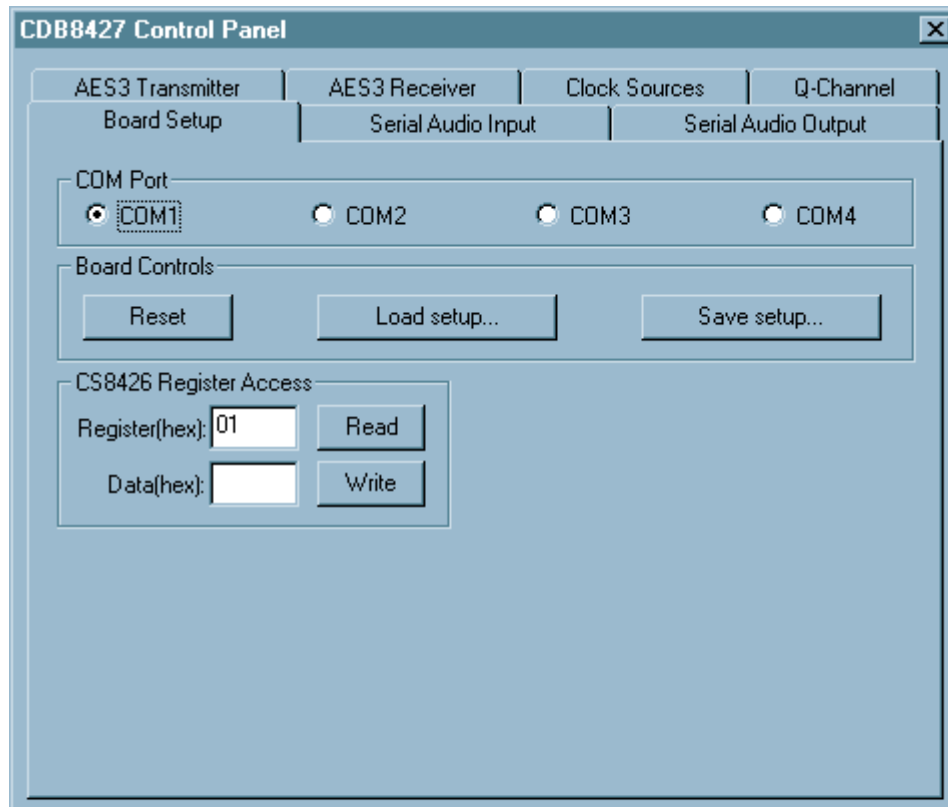 CDB8427 Control Panel
AES3 Transmitter AES3 Receiver Clock Sources Q-Channel
Board Setup Serial Audio Input Serial Audio Output
COM Port
COM1 COM2 COM3 COM4
Board Controls
Reset Load setup... Save setup...
CS8426 Register Access
Register(hex): 01 Read
Data(hex): Write